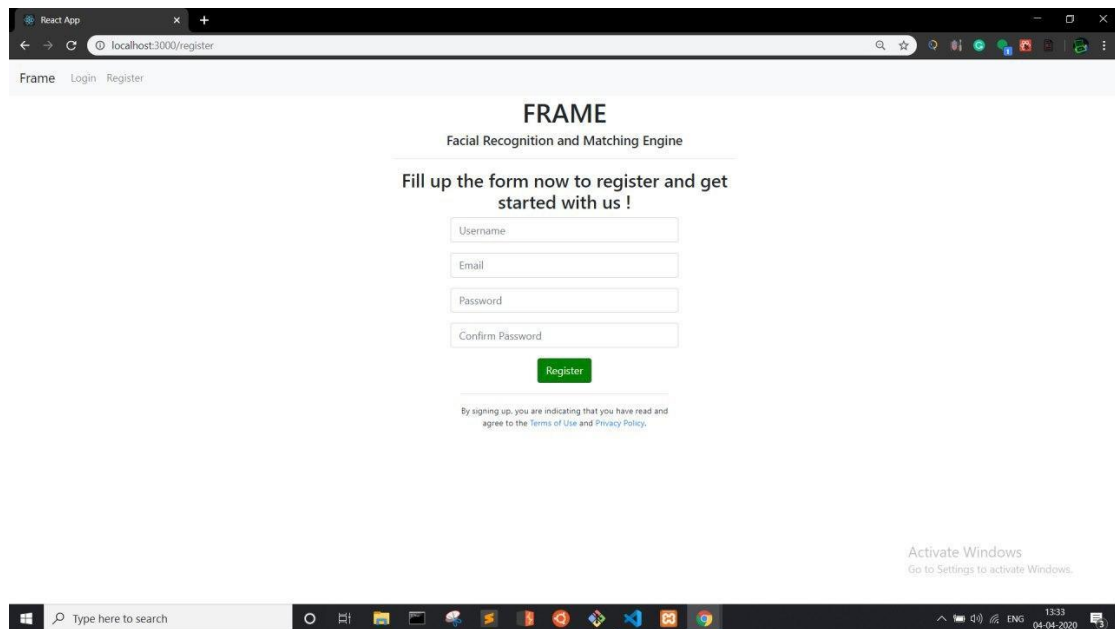 React App
localhost:3000/register
Frame Login Register
FRAME
Facial Recognition and Matching Engine
Fill up the form now to register and get
started with us !
Username
Email
Password
Confirm Password
Register
By signing up, you are indicating that you have read and
agree to the Terms of Use and Privacy Policy.
Activate Windows
Go to Settings to activate Windows.
Type here to search
ENG
13:33
04-04-2020